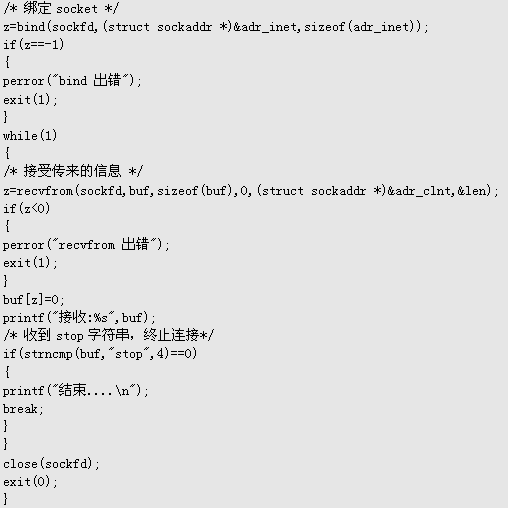 /* 绑定 socket */
z=bind(sockfd,(struct sockaddr *)&adr_inet,sizeof(adr_inet));
if(z==-1)
{
perror("bind 出错");
exit(1);
}
while(1)
{
/* 接受传来的信息 */
z=recvfrom(sockfd,buf,sizeof(buf),0,(struct sockaddr *)&adr_clnt,&len);
if(z<0)
{
perror("recvfrom 出错");
exit(1);
}
buf[z]=0;
printf("接收:%s",buf);
/* 收到 stop 字符串，终止连接*/
if(strncmp(buf,"stop",4)==0)
{
printf("结束....\n");
break;
}
}
close(sockfd);
exit(0);
}